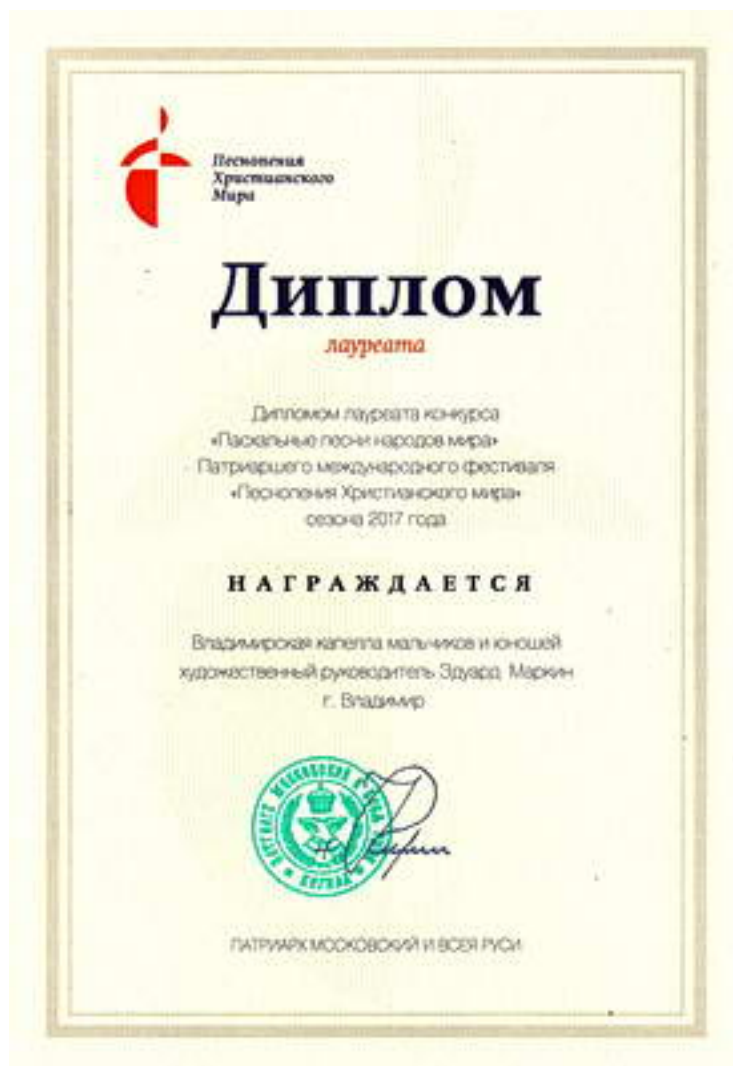 Песнопения
Христианского
Мира
Диплом
лауреата
Дипломом лауреата конкурса
«Пасхальные песни народов мира»
Патриаршего международного фестиваля
«Песнопения Христианского мира»
сезона 2017 года
НАГРАЖДАЕТСЯ
Владимирская капелла мальчиков и юношей
художественный руководитель Эдуард Маркин
г. Владимир
ПАТРИАРХ МОСКОВСКИЙ И ВСЕЯ РУСИ